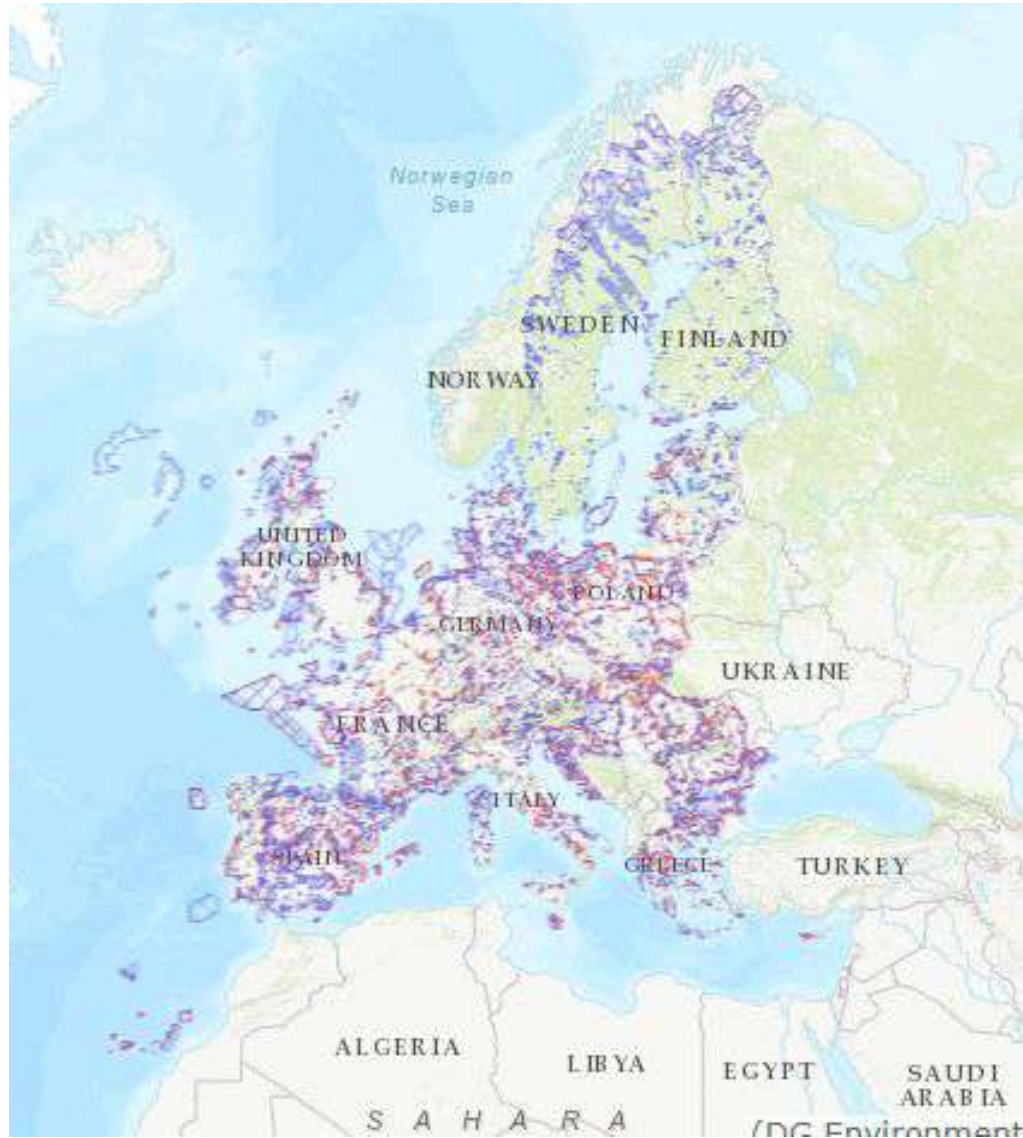 Norwegian
Sea
SWEDEN
FINLAND
NORWAY
UNITED
KINGDOM
POLAND
GERMANY
UKRAINE
FRANCE
ITALY
SPAIN
GREECE
TURKEY
ALGERIA
LIBYA
EGYPT
SAUDI
ARABIA
SAHARA
(DG Environment